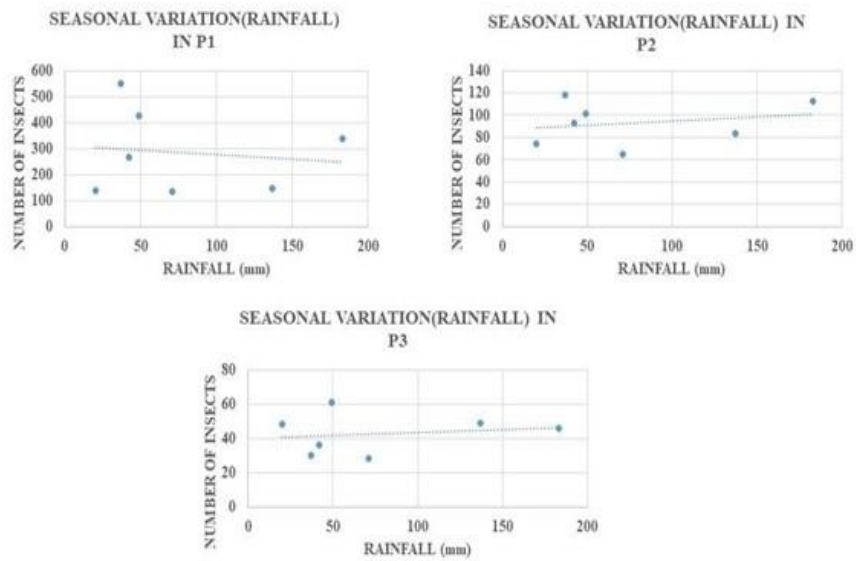 SEASONAL VARIATION(RAINFALL)
IN P1
NUMBER OF INSECTS
600
500
400
300
200
100
0
0 50 100 150 200
RAINFALL (mm)
SEASONAL VARIATION(RAINFALL) IN
P2
NUMBER OF INSECTS
140
120
100
80
60
40
20
0
0 50 100 150 200
RAINFALL (mm)
SEASONAL VARIATION(RAINFALL) IN
P3
NUMBER OF INSECTS
80
60
40
20
0
0 50 100 150 200
RAINFALL (mm)